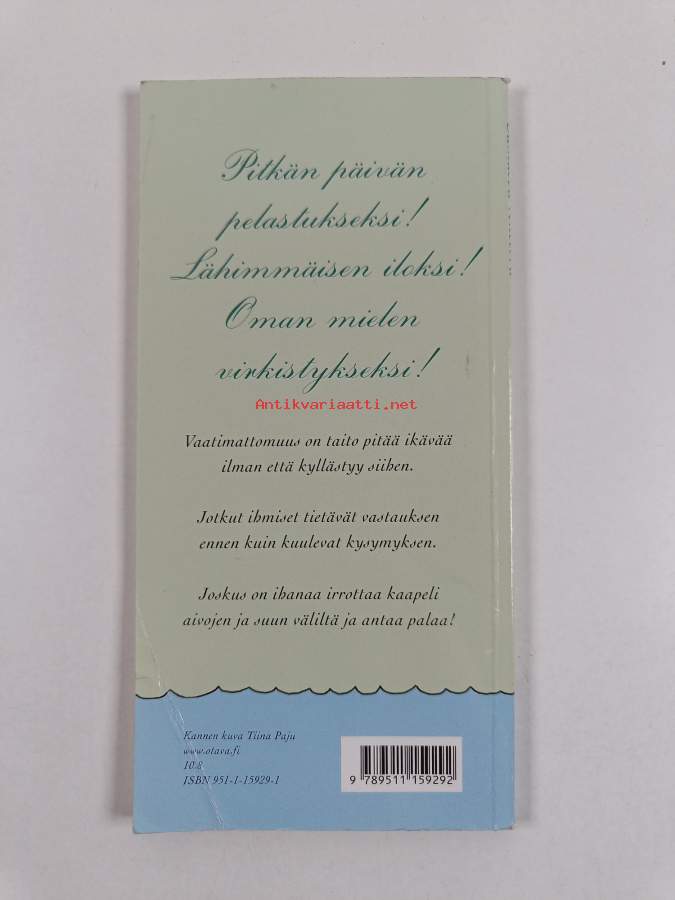 Pitkän päivän
pelastukseksi!
Lähimmäisen iloksi!
Oman mielen
virkistykseksi!
Antikvariaatti.net
Vaatimattomuus on taito pitää ikävää
ilman että kyllästyy siihen.
Jotkut ihmiset tietävät vastauksen
ennen kuin kuulevat kysymyksen.
Joskus on ihanaa irrottaa kaapeli
aivojen ja suun väliltä ja antaa palaa!
Kannen kuva Tiina Paju
www.otava.fi
10.8
ISBN 951-1-15929-1
9 789511 159292